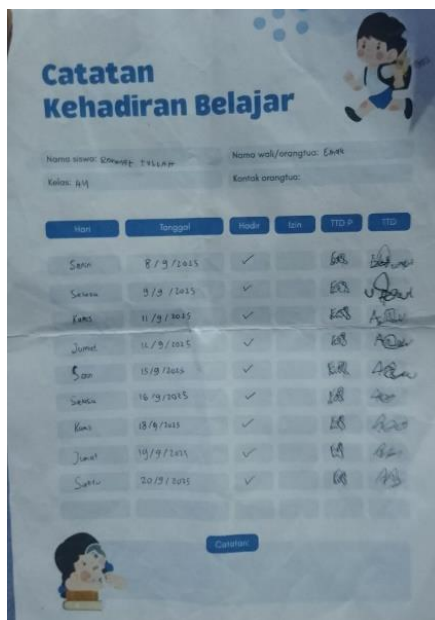 Catatan
Kehadiran Belajar
Nama siswa: Nama wali/orangtua: Emak
Kelas: Kontak orangtua:
Hari Tanggal Hadir Izin TTD P TTD
Senin 8/9/2025 ✓
Selasa 9/9/2025 ✓
Kamis 11/9/2025 ✓
Jumat 12/9/2025 ✓
15/9/2025 ✓
Selasa 16/9/2025 ✓
Kamis 18/9/2025 ✓
Jumat 19/9/2025 ✓
Sabtu 20/9/2025 ✓
Catatan: